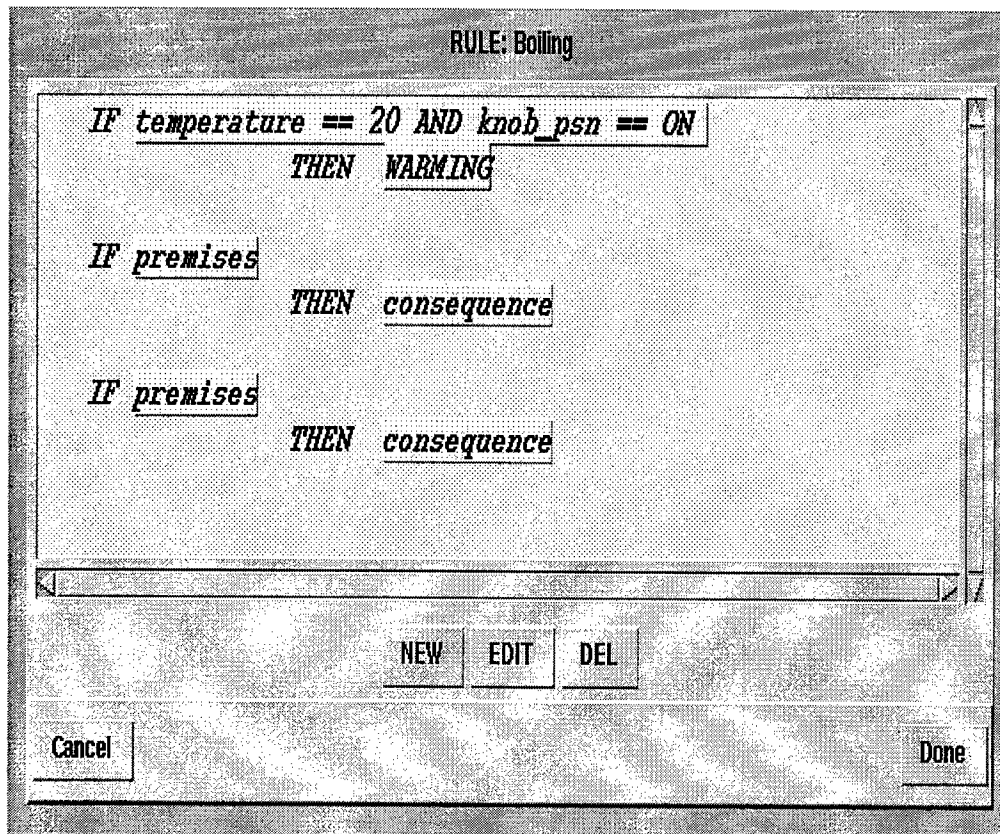 RULE: Boiling
IF temperature == 20 AND knob_psn == ON
THEN WARMING
IF premises
THEN consequence
IF premises
THEN consequence
NEW EDIT DEL
Cancel Done